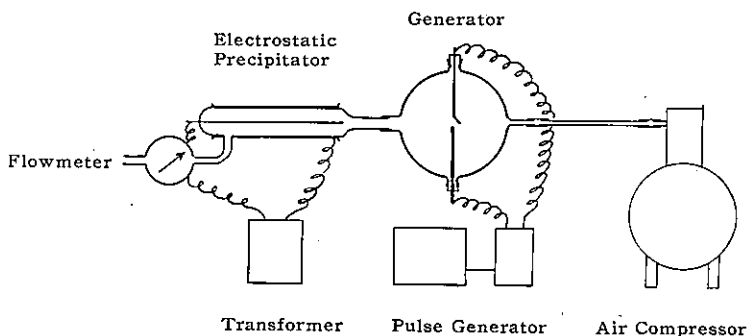 Generator
Electrostatic
Precipitator
Flowmeter
Transformer
Pulse Generator
Air Compressor